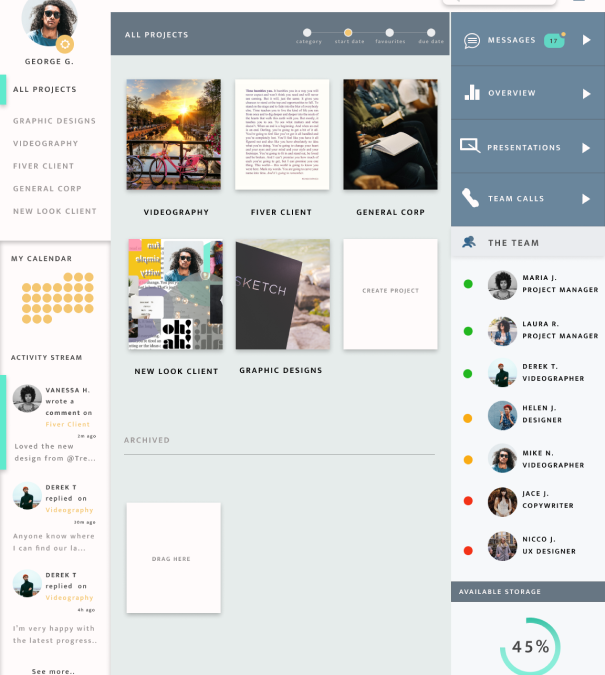 GEORGE G.
ALL PROJECTS
GRAPHIC DESIGNS
VIDEOGRAPHY
FIVER CLIENT
GENERAL CORP
NEW LOOK CLIENT
MY CALENDAR
ACTIVITY STREAM
VANESSA H.
wrote a
comment on
Fiver Client
2m ago
Loved the new
design from @Tre...
DEREK T
replied on
Videography
30m ago
Anyone know where
I can find our la...
DEREK T
replied on
Videography
4h ago
I'm very happy with
the latest progress..
See more..
ALL PROJECTS
category start date favourites due date
VIDEOGRAPHY
FIVER CLIENT
GENERAL CORP
oh!
ah!
SKETCH
CREATE PROJECT
NEW LOOK CLIENT
GRAPHIC DESIGNS
ARCHIVED
DRAG HERE
MESSAGES 17
OVERVIEW
PRESENTATIONS
TEAM CALLS
THE TEAM
MARIA J.
PROJECT MANAGER
LAURA R.
PROJECT MANAGER
DEREK T.
VIDEOGRAPHER
HELEN J.
DESIGNER
MIKE N.
VIDEOGRAPHER
JACE J.
COPYWRITER
NICCO J.
UX DESIGNER
AVAILABLE STORAGE
45%